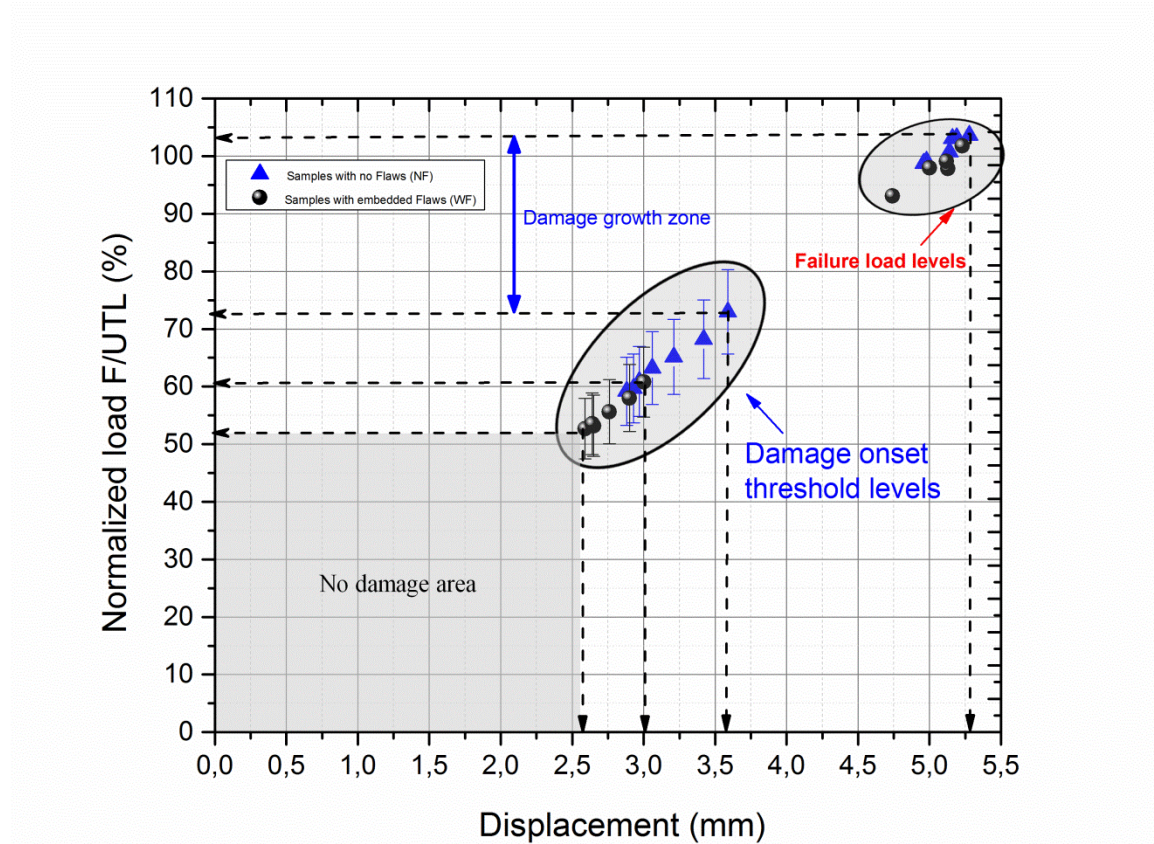 110
100
90
80
70
60
50
40
30
20
10
0
Normalized load F/UTL (%)
Samples with no Flaws (NF)
Samples with embedded Flaws (WF)
Damage growth zone
Failure load levels
Damage onset
threshold levels
No damage area
0,0 0,5 1,0 1,5 2,0 2,5 3,0 3,5 4,0 4,5 5,0 5,5
Displacement (mm)